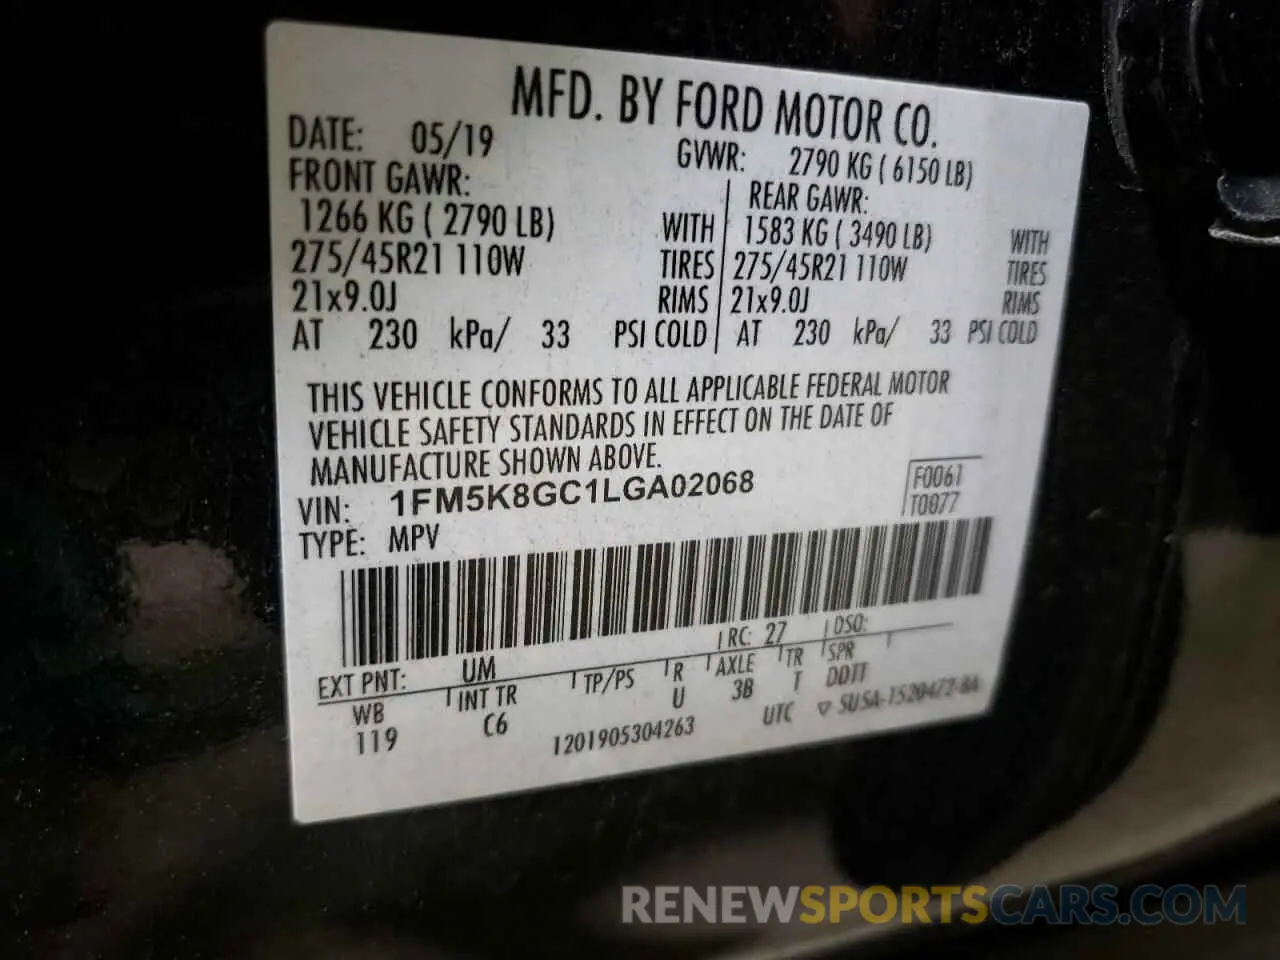 MFD. BY FORD MOTOR CO.
DATE: 05/19 GVWR: 2790 KG ( 6150 LB)
FRONT GAWR: REAR GAWR:
1266 KG ( 2790 LB) WITH 1583 KG ( 3490 LB) WITH
275/45R21 110W TIRES 275/45R21 110W TIRES
21x9.0J RIMS 21x9.0J RIMS
AT 230 kPa/ 33 PSI COLD AT 230 kPa/ 33 PSI COLD
THIS VEHICLE CONFORMS TO ALL APPLICABLE FEDERAL MOTOR
VEHICLE SAFETY STANDARDS IN EFFECT ON THE DATE OF
MANUFACTURE SHOWN ABOVE.
VIN: 1FM5K8GC1LGA02068 F0061
TYPE: MPV T0077
EXT PNT: UM RC: 27 DSO:
WB INT TR TP/PS R AXLE TR SPR
119 C6 U 3B T DDTT
1201905304263 UTC ▽ SU5A-1520472-BA
RENEWSPORTSCARS.COM